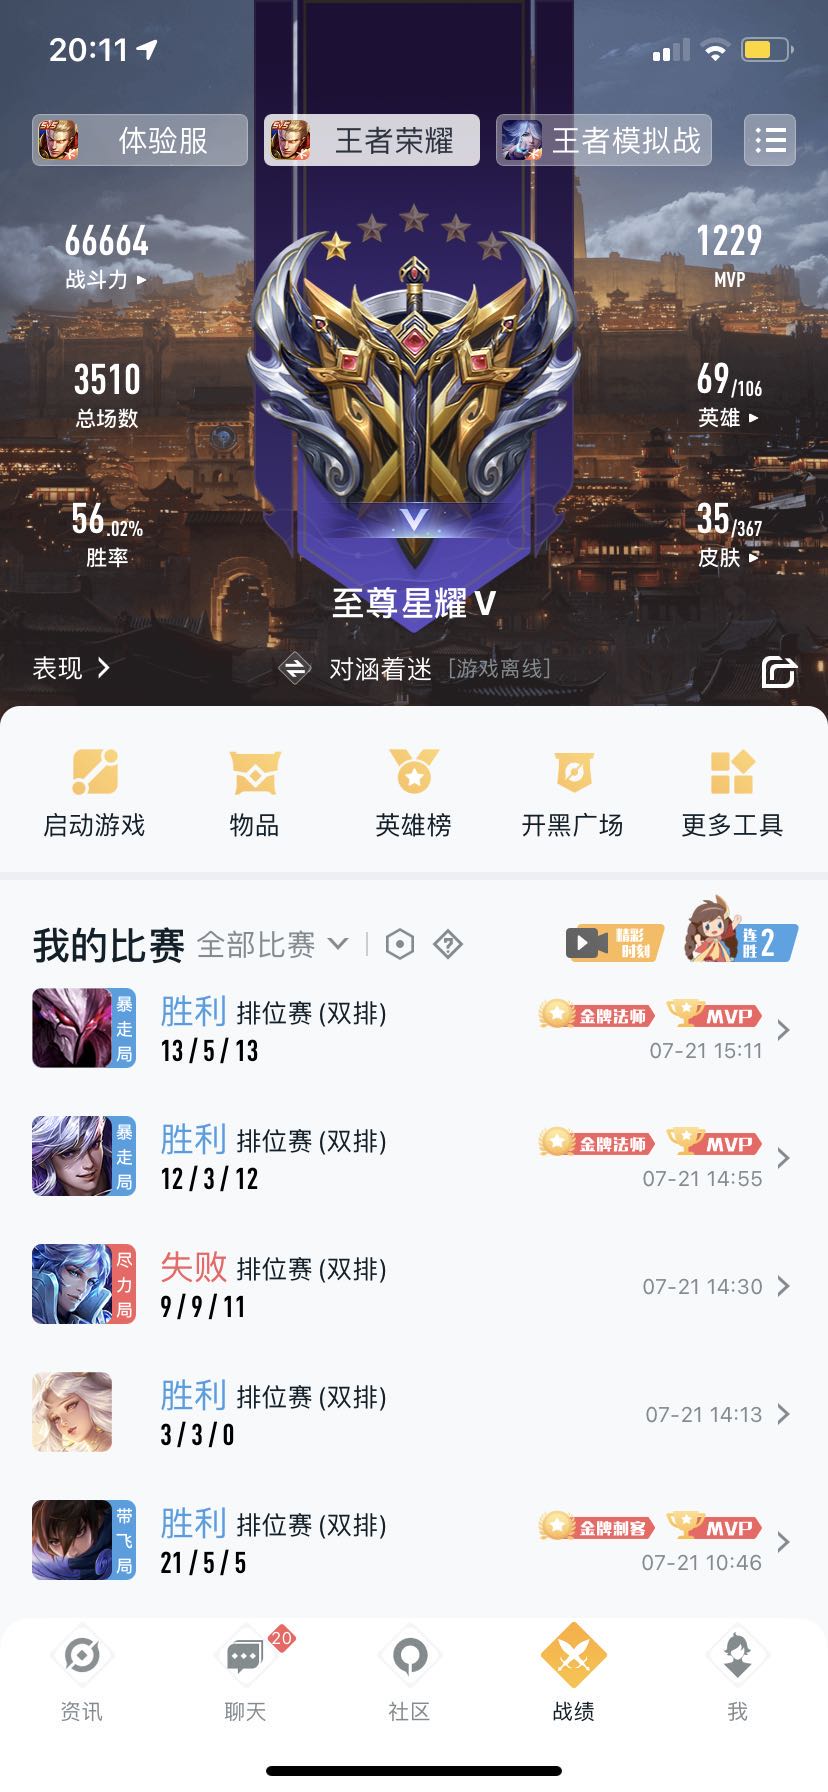 20:11
体验服 王者荣耀 王者模拟战
66664 1229
战斗力 MVP
3510 69/106
总场数 英雄
56.02% 35/367
胜率 皮肤
至尊星耀 V
表现 对涵着迷 [游戏离线]
启动游戏 物品 英雄榜 开黑广场 更多工具
我的比赛 全部比赛 精彩时刻 连胜2
暴走局 胜利 排位赛 (双排) 金牌法师 MVP
13 / 5 / 13 07-21 15:11
暴走局 胜利 排位赛 (双排) 金牌法师 MVP
12 / 3 / 12 07-21 14:55
尽力局 失败 排位赛 (双排) 07-21 14:30
9 / 9 / 11
胜利 排位赛 (双排) 07-21 14:13
3 / 3 / 0
带飞局 胜利 排位赛 (双排) 金牌刺客 MVP
21 / 5 / 5 07-21 10:46
20
资讯 聊天 社区 战绩 我